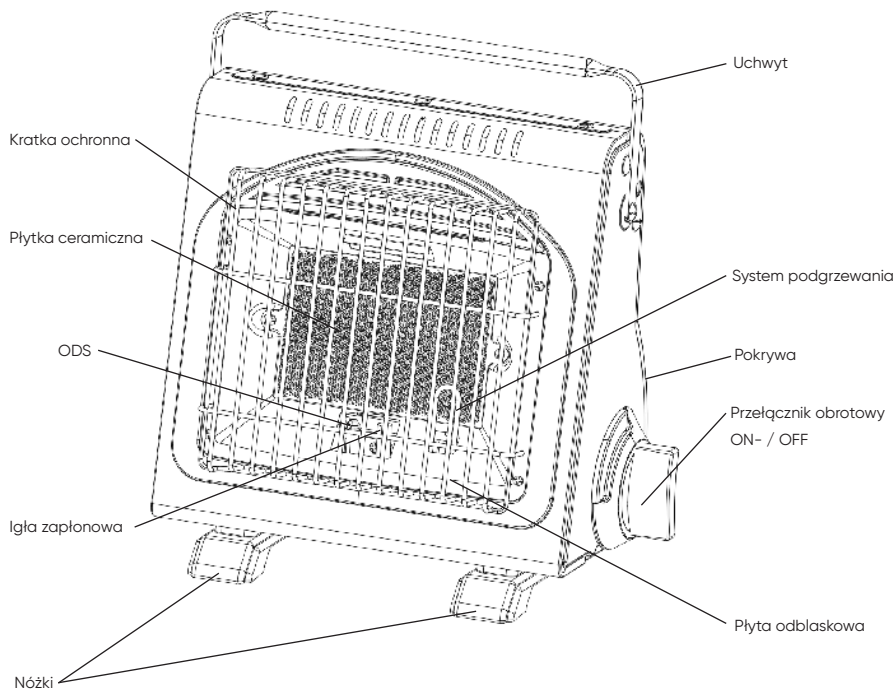 Uchwyt
Kratka ochronna
Płytka ceramiczna
System podgrzewania
ODS
Pokrywa
Przełącznik obrotowy
ON- / OFF
Igła zapłonowa
Płyta odblaskowa
Nóżki